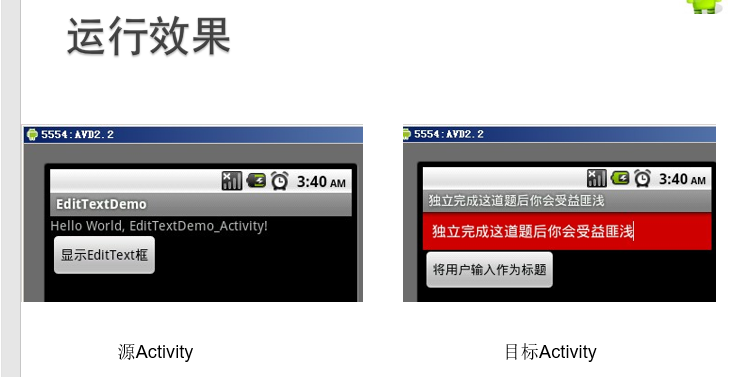 运行效果
5554:AVD2.2
3:40 AM
EditTextDemo
Hello World, EditTextDemo_Activity!
显示EditText框
源Activity
5554:AVD2.2
3:40 AM
独立完成这道题后你会受益匪浅
独立完成这道题后你会受益匪浅
将用户输入作为标题
目标Activity